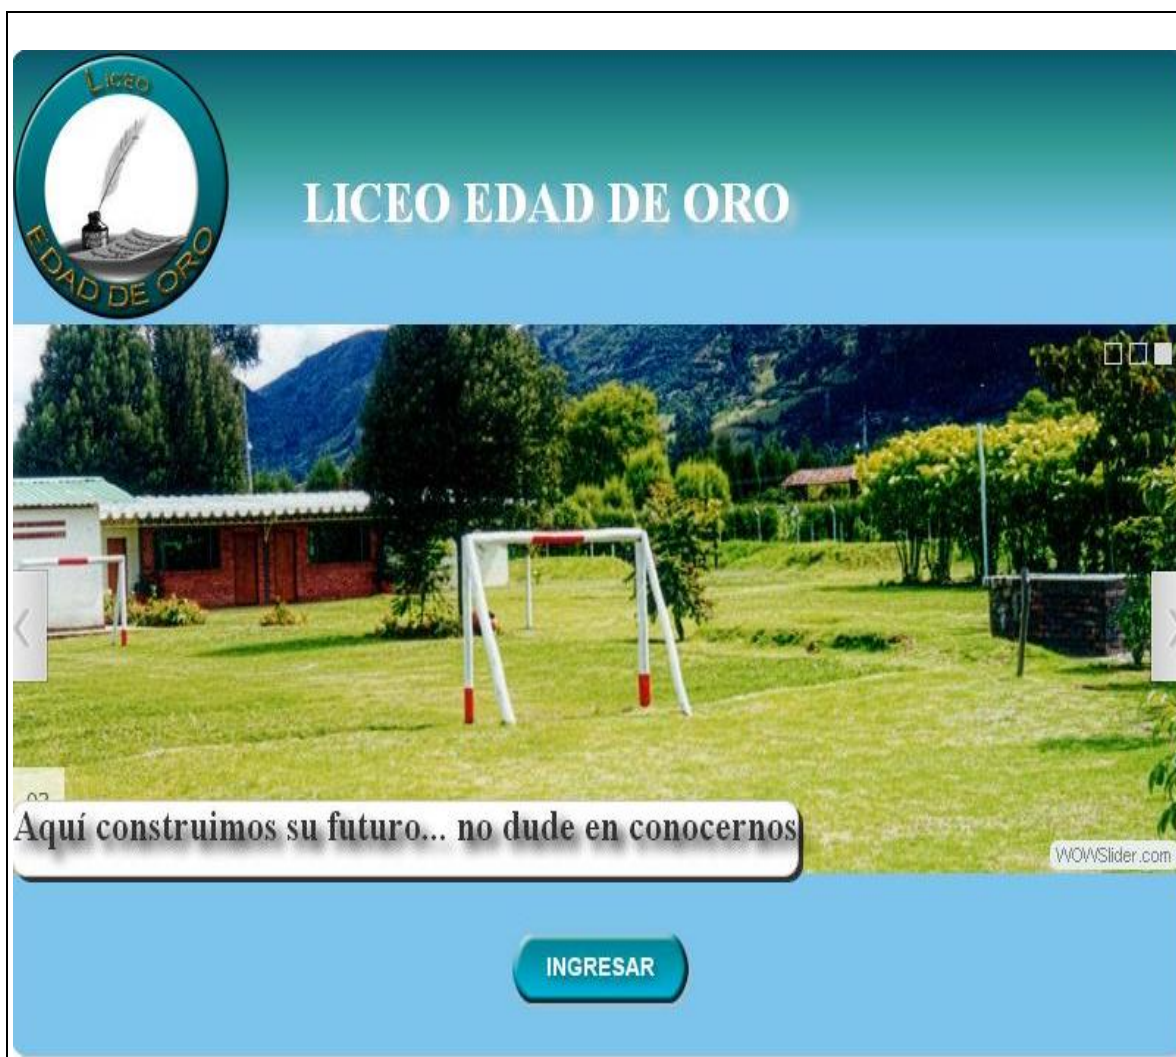 Liceo
EDAD DE ORO
LICEO EDAD DE ORO
Aquí construimos su futuro... no dude en conocernos
WOWSlider.com
INGRESAR